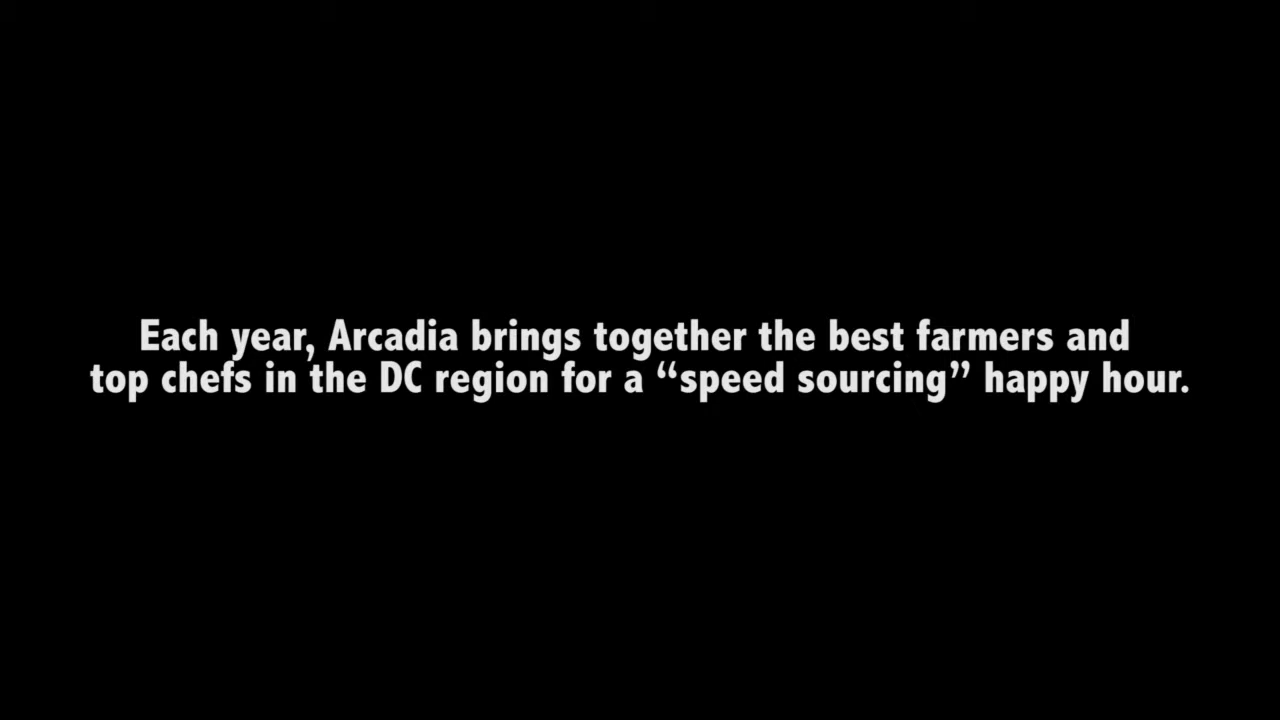 Each year, Arcadia brings together the best farmers and
top chefs in the DC region for a “speed sourcing” happy hour.